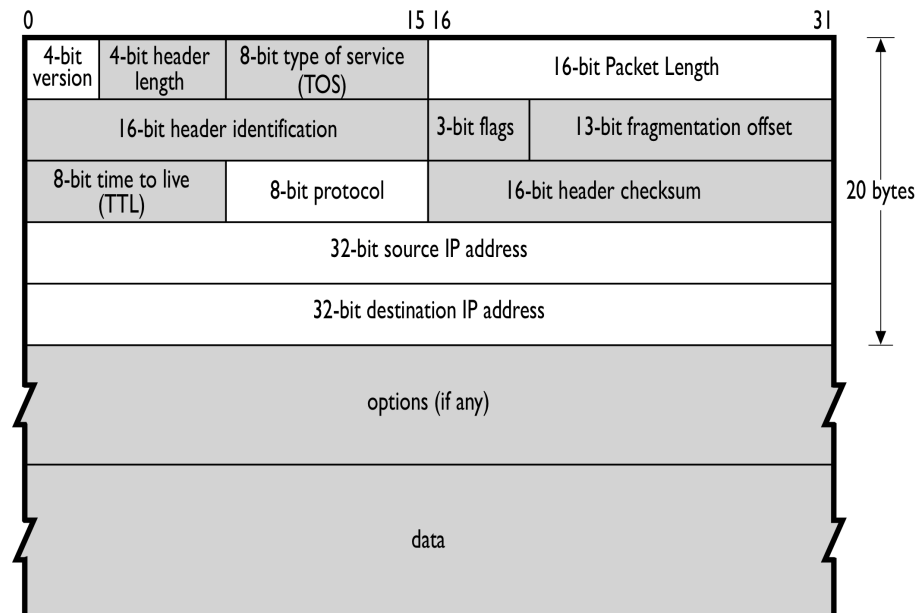 0 15 16 31
4-bit version
4-bit header length
8-bit type of service (TOS)
16-bit Packet Length
16-bit header identification
3-bit flags
13-bit fragmentation offset
8-bit time to live (TTL)
8-bit protocol
16-bit header checksum
20 bytes
32-bit source IP address
32-bit destination IP address
options (if any)
data